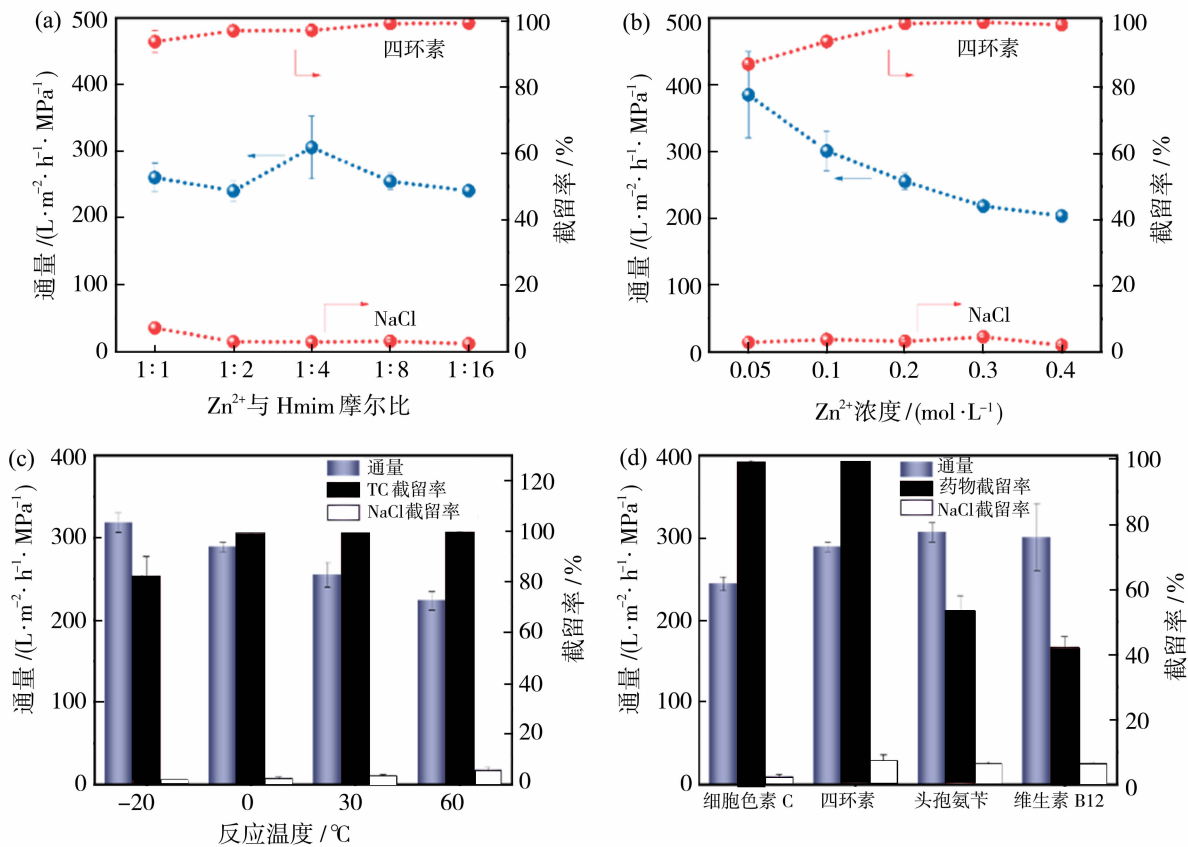 (a)
500
400
300
200
100
0
通量 /(L·m⁻²·h⁻¹·MPa⁻¹)
100
80
60
40
20
0
截留率 /%
四环素
NaCl
1∶1 1∶2 1∶4 1∶8 1∶16
Zn²⁺与 Hmim 摩尔比
(b)
500
400
300
200
100
0
通量 /(L·m⁻²·h⁻¹·MPa⁻¹)
100
80
60
40
20
0
截留率 /%
四环素
NaCl
0.05 0.1 0.2 0.3 0.4
Zn²⁺浓度 /(mol·L⁻¹)
(c)
400
300
200
100
0
通量 /(L·m⁻²·h⁻¹·MPa⁻¹)
通量
TC 截留率
NaCl 截留率
120
100
80
60
40
20
0
截留率 /%
−20 0 30 60
反应温度 /℃
(d)
400
300
200
100
0
通量 /(L·m⁻²·h⁻¹·MPa⁻¹)
通量
药物截留率
NaCl 截留率
100
80
60
40
20
0
截留率 /%
细胞色素 C 四环素 头孢氨苄 维生素 B12